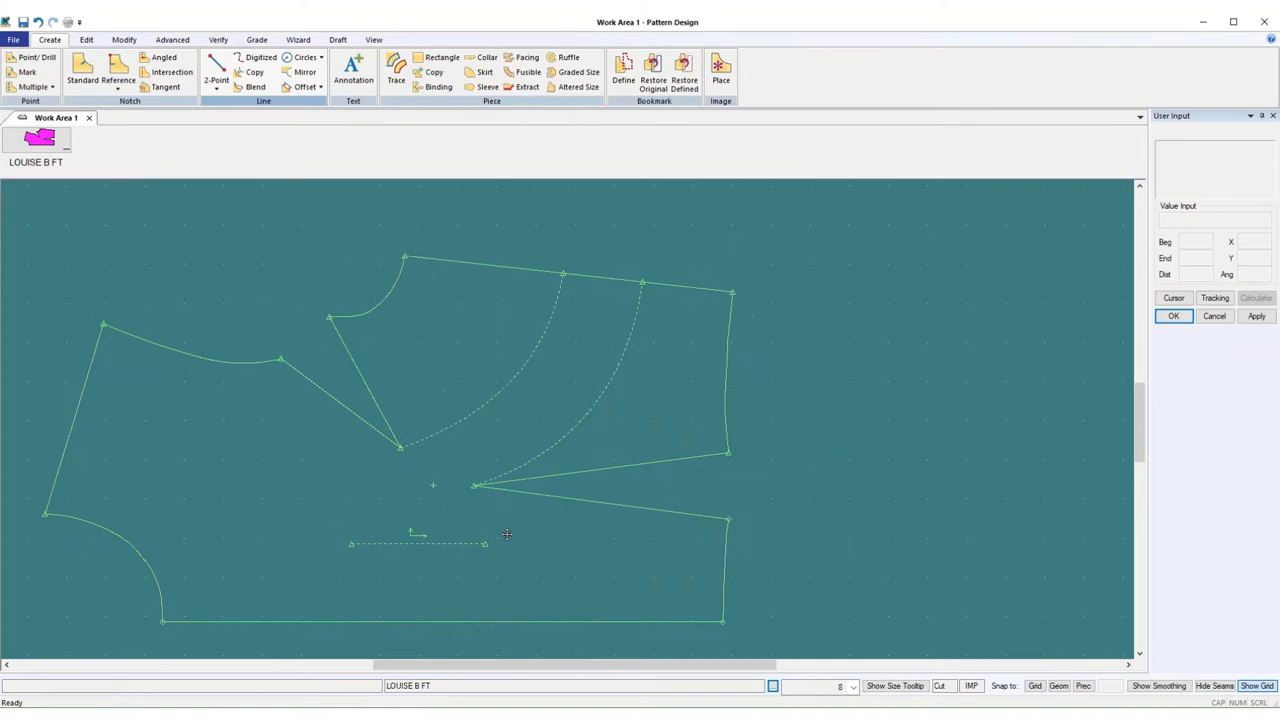 Work Area 1 - Pattern Design
File Create Edit Modify Advanced Verify Grade Wizard Draft View
Point/ Drill Angled Digitized Circles Rectangle Collar Facing Ruffle
Mark Standard Reference Intersection 2-Point Copy Mirror Annotation Trace Copy Skirt Fusible Graded Size Define Restore Original Restore Defined Place
Multiple Tangent Blend Offset Binding Sleeve Extract Altered Size
Point Notch Line Text Piece Bookmark Image
Work Area 1
User Input
LOUISE B FT
Value Input
Beg X
End Y
Dist Ang
Cursor Tracking Calculator
OK Cancel Apply
LOUISE B FT ... 8 Show Size Tooltip Cut IMP Snap to: Grid Geom Prec Show Smoothing Hide Seams Show Grid
Ready CAP NUM SCRL